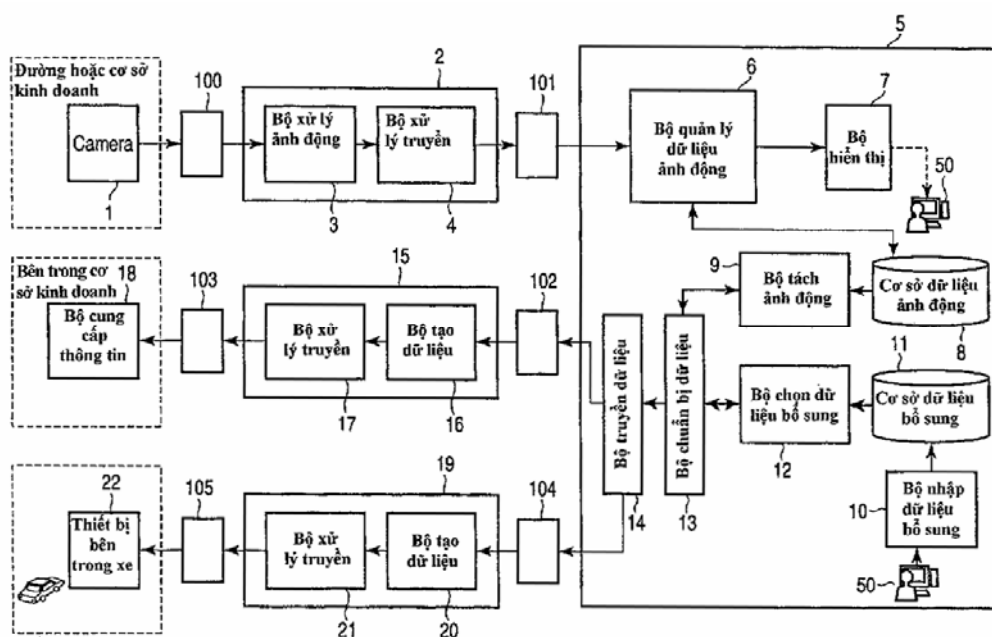 5
2
6
7
Đường hoặc cơ sở
kinh doanh
100
101
Camera
Bộ xử lý
ảnh động
Bộ xử
lý truyền
Bộ quản lý
dữ liệu
ảnh động
Bộ
hiển thị
50
1
3
4
15
9
Bên trong cơ
sở kinh doanh
18
103
102
Bộ tách
ảnh động
Cơ sở dữ liệu
ảnh động
8
Bộ cung
cấp
thông tin
Bộ xử
lý truyền
Bộ tạo
dữ liệu
17
16
11
Bộ truyền dữ liệu
Bộ chuẩn bị dữ liệu
Bộ chọn dữ
liệu bổ sung
Cơ sở dữ liệu
bổ sung
12
19
14
13
22
105
104
10
Bộ nhập
dữ liệu
bổ sung
Thiết bị
bên
trong xe
Bộ xử
lý truyền
Bộ tạo
dữ liệu
21
20
50